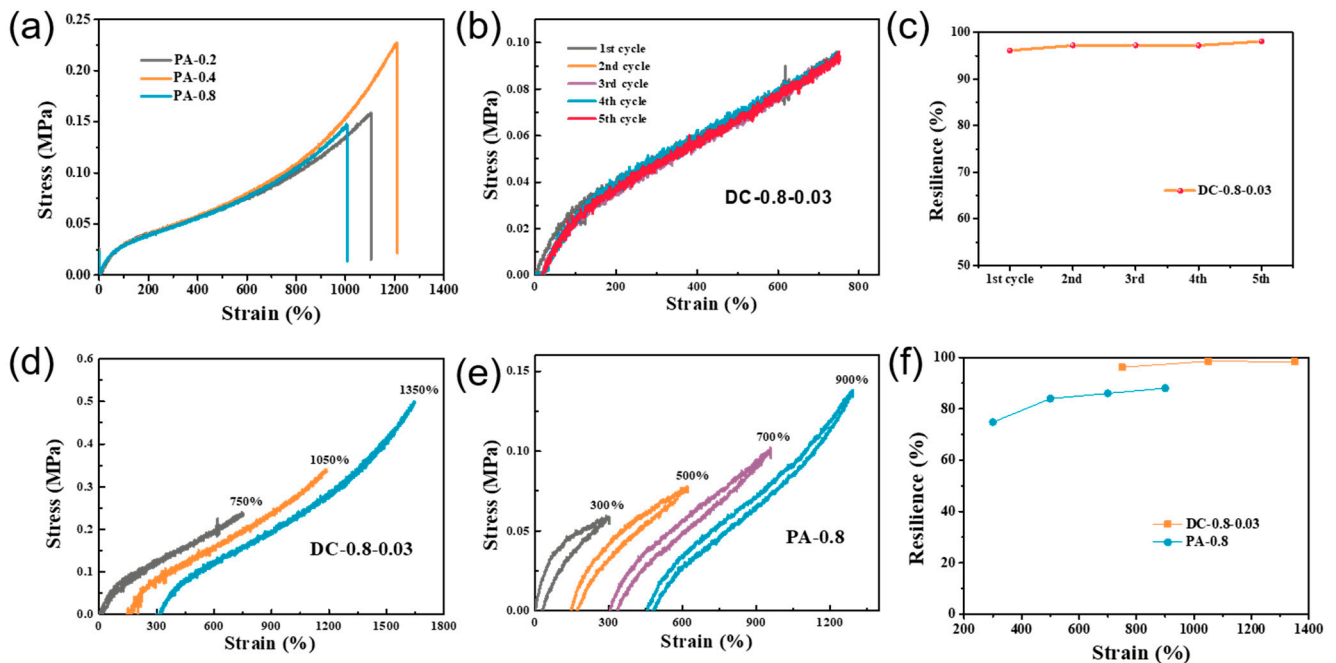 (a)
PA-0.2
PA-0.4
PA-0.8
Stress (MPa)
0.25
0.20
0.15
0.10
0.05
0.00
0 200 400 600 800 1000 1200 1400
Strain (%)
(b)
1st cycle
2nd cycle
3rd cycle
4th cycle
5th cycle
DC-0.8-0.03
Stress (MPa)
0.10
0.08
0.06
0.04
0.02
0.00
0 200 400 600 800
Strain (%)
(c)
Resilience (%)
100
90
80
70
60
50
DC-0.8-0.03
1st cycle 2nd 3rd 4th 5th
(d)
Stress (MPa)
0.6
0.5
0.4
0.3
0.2
0.1
0.0
750%
1050%
1350%
DC-0.8-0.03
0 300 600 900 1200 1500 1800
Strain (%)
(e)
Stress (MPa)
0.15
0.10
0.05
0.00
300%
500%
700%
900%
PA-0.8
0 300 600 900 1200
Strain (%)
(f)
Resilience (%)
100
80
60
40
20
0
DC-0.8-0.03
PA-0.8
200 400 600 800 1000 1200 1400
Strain (%)